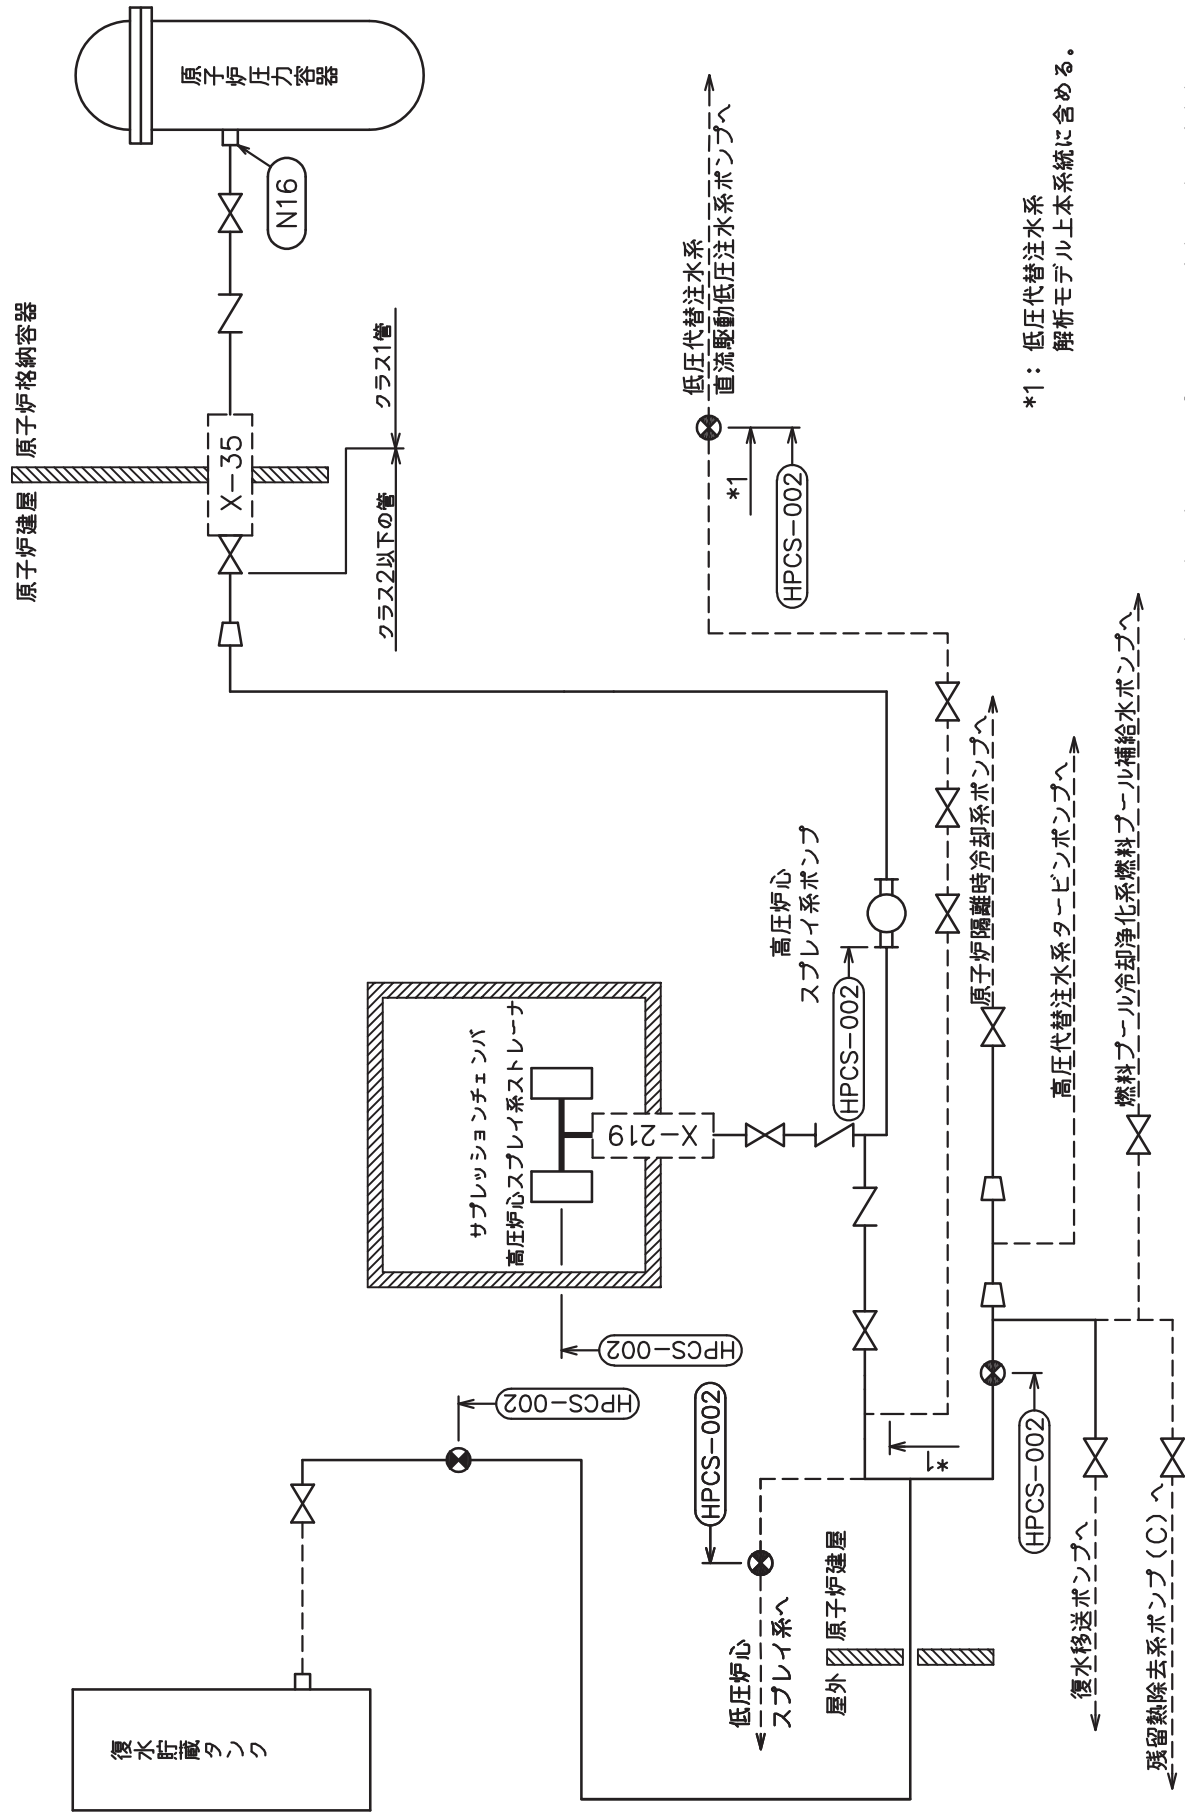 原子炉圧力容器
N16
原子炉建屋 原子炉格納容器
X-35
クラス1管
クラス2以下の管
低圧代替注水系
直流駆動低圧注水系ポンプへ
*1
HPCS-002
*1: 低圧代替注水系
解析モデル上本系統に含める。
サプレッションチェンバ
高圧炉心スプレイ系ストレーナ
X-219
HPCS-002
高圧炉心
スプレイ系ポンプ
HPCS-002
原子炉隔離時冷却系ポンプへ
高圧代替注水系タービンポンプへ
燃料プール冷却浄化系燃料プール補給水ポンプへ
HPCS-002
HPCS-002
*1
HPCS-002
復水貯蔵タンク
低圧炉心
スプレイ系へ
屋外 原子炉建屋
復水移送ポンプへ
残留熱除去系ポンプ(C)へ